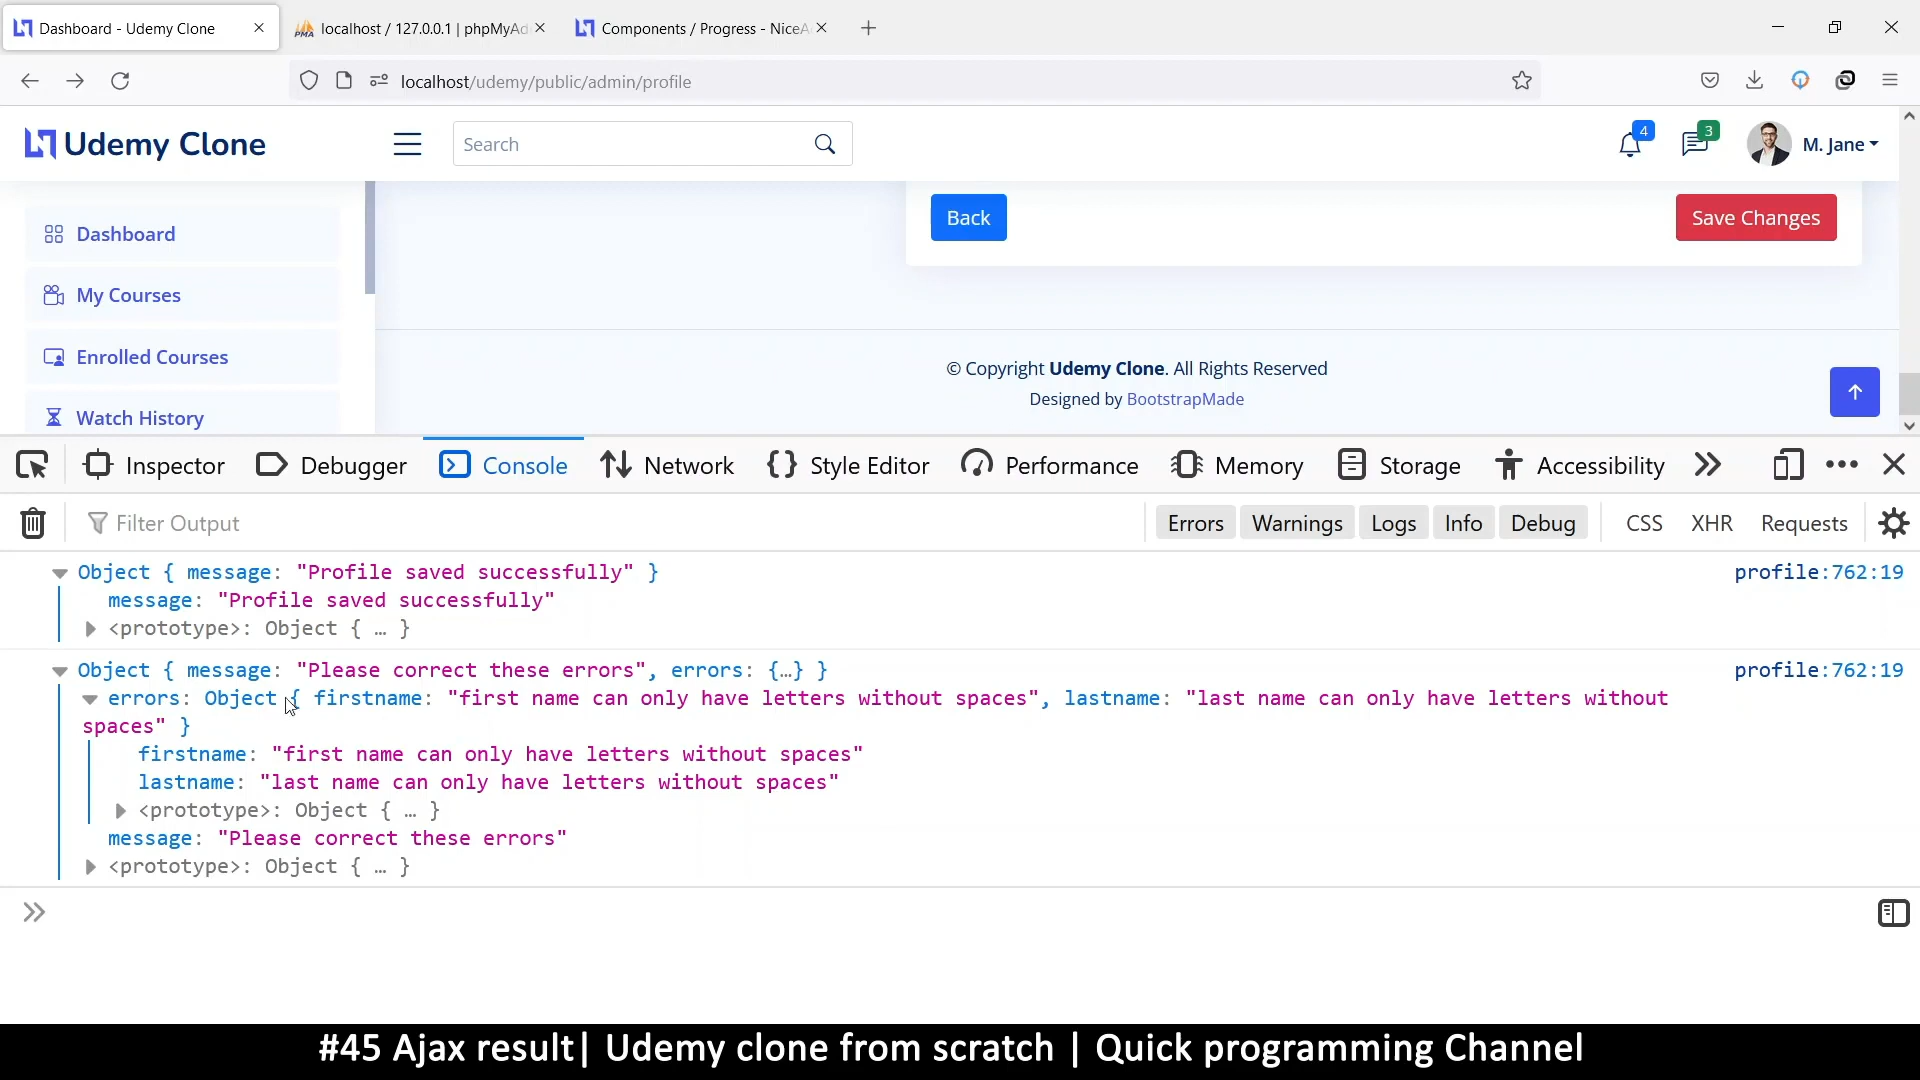 Dashboard - Udemy Clone
localhost / 127.0.0.1 | phpMyAd
Components / Progress - NiceA
localhost/udemy/public/admin/profile
Udemy Clone
Search
4
3
M. Jane
Dashboard
My Courses
Enrolled Courses
Watch History
Back
Save Changes
© Copyright Udemy Clone. All Rights Reserved
Designed by BootstrapMade
Inspector
Debugger
Console
Network
Style Editor
Performance
Memory
Storage
Accessibility
Filter Output
Errors
Warnings
Logs
Info
Debug
CSS
XHR
Requests
Object { message: "Profile saved successfully" }
profile:762:19
message: "Profile saved successfully"
<prototype>: Object { … }
Object { message: "Please correct these errors", errors: {…} }
profile:762:19
errors: Object { firstname: "first name can only have letters without spaces", lastname: "last name can only have letters without
spaces" }
firstname: "first name can only have letters without spaces"
lastname: "last name can only have letters without spaces"
<prototype>: Object { … }
message: "Please correct these errors"
<prototype>: Object { … }
#45 Ajax result| Udemy clone from scratch | Quick programming Channel